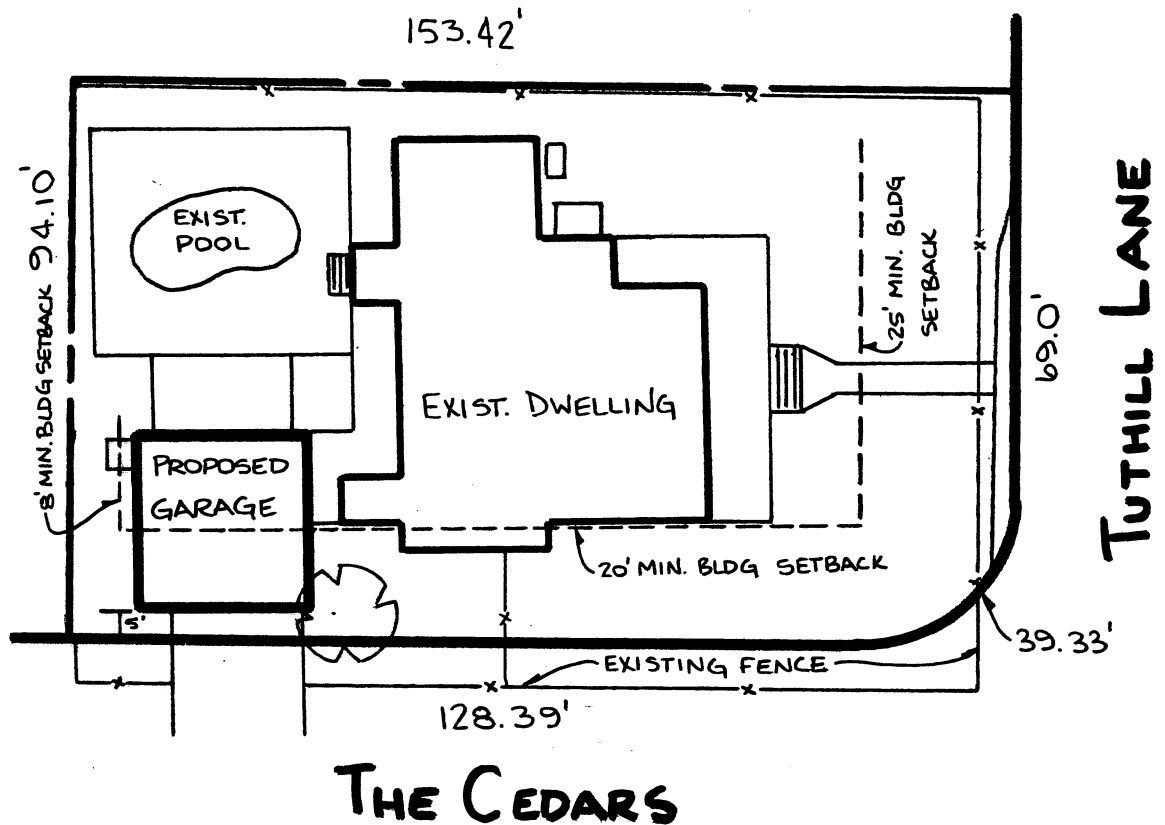 153.42'
EXIST.
POOL
8' MIN. BLDG SETBACK 94.10'
25' MIN. BLDG
SETBACK
TUTHILL LANE
69.0'
EXIST. DWELLING
PROPOSED
GARAGE
20' MIN. BLDG SETBACK
5'
39.33'
EXISTING FENCE
128.39'
THE CEDARS